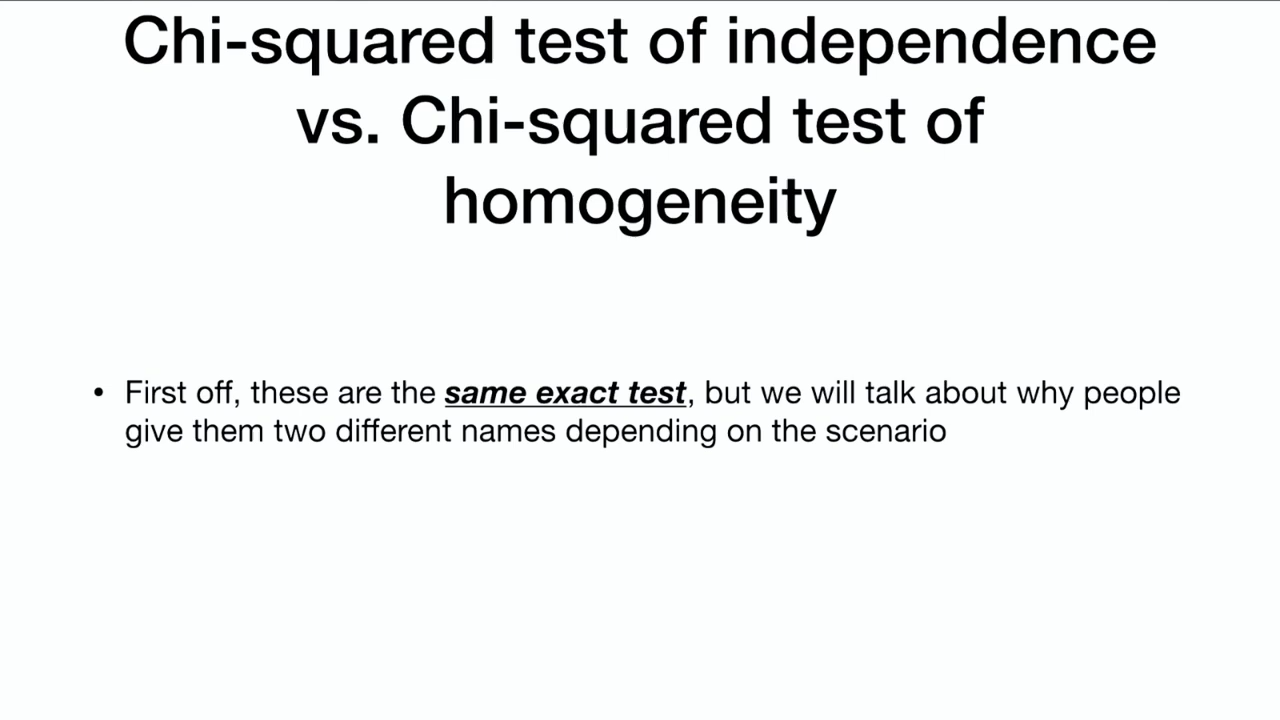 Chi-squared test of independence
vs. Chi-squared test of
homogeneity
• First off, these are the same exact test, but we will talk about why people
give them two different names depending on the scenario